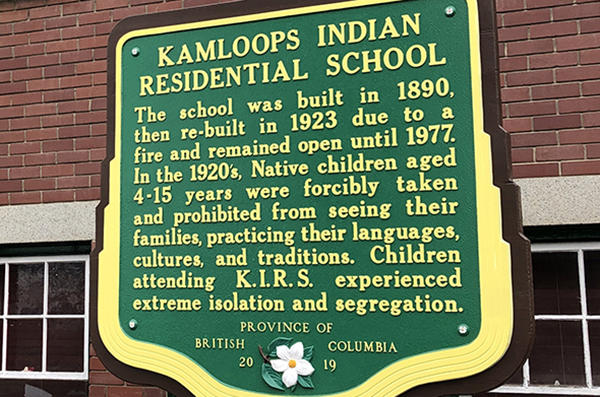 KAMLOOPS INDIAN
RESIDENTIAL SCHOOL
The school was built in 1890,
then re-built in 1923 due to a
fire and remained open until 1977.
In the 1920's, Native children aged
4-15 years were forcibly taken
and prohibited from seeing their
families, practicing their languages,
cultures, and traditions. Children
attending K.I.R.S. experienced
extreme isolation and segregation.
PROVINCE OF
BRITISH COLUMBIA
20 19